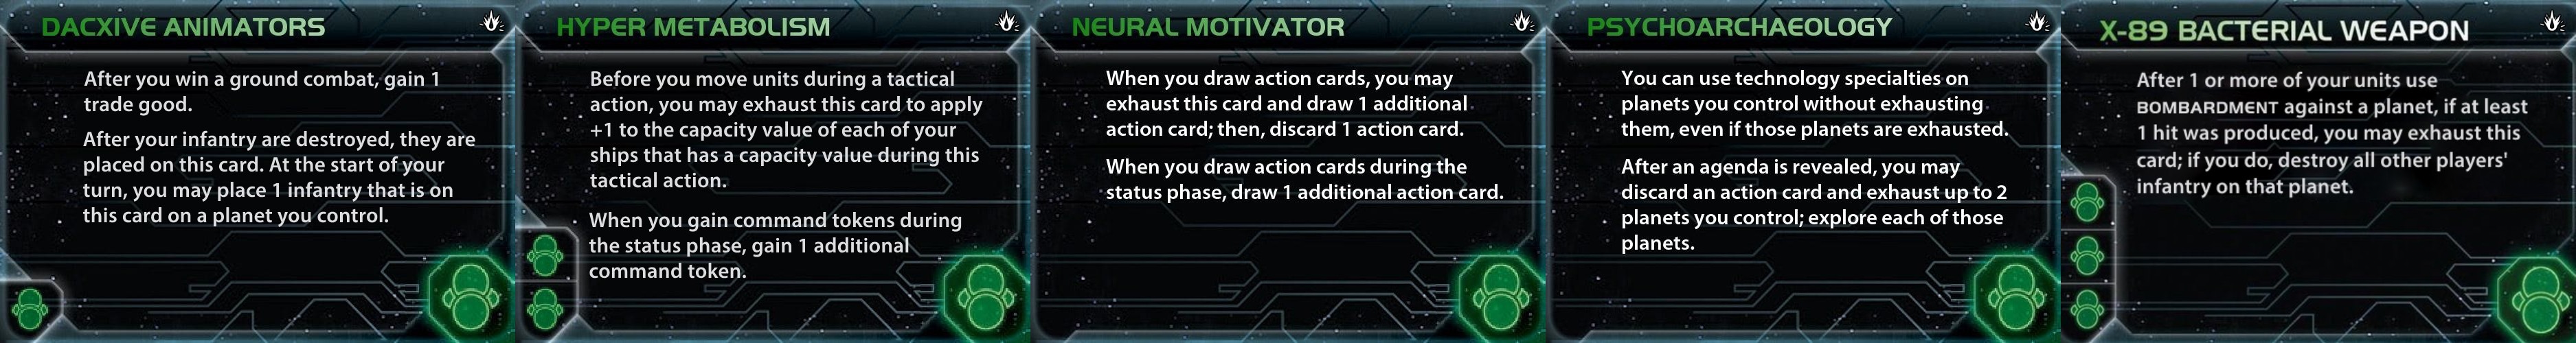 DACXIVE ANIMATORS
After you win a ground combat, gain 1
trade good.
After your infantry are destroyed, they are
placed on this card. At the start of your
turn, you may place 1 infantry that is on
this card on a planet you control.
HYPER METABOLISM
Before you move units during a tactical
action, you may exhaust this card to apply
+1 to the capacity value of each of your
ships that has a capacity value during this
tactical action.
When you gain command tokens during
the status phase, gain 1 additional
command token.
NEURAL MOTIVATOR
When you draw action cards, you may
exhaust this card and draw 1 additional
action card; then, discard 1 action card.
When you draw action cards during the
status phase, draw 1 additional action card.
PSYCHOARCHAEOLOGY
You can use technology specialties on
planets you control without exhausting
them, even if those planets are exhausted.
After an agenda is revealed, you may
discard an action card and exhaust up to 2
planets you control; explore each of those
planets.
X-89 BACTERIAL WEAPON
After 1 or more of your units use
BOMBARDMENT against a planet, if at least
1 hit was produced, you may exhaust this
card; if you do, destroy all other players'
infantry on that planet.